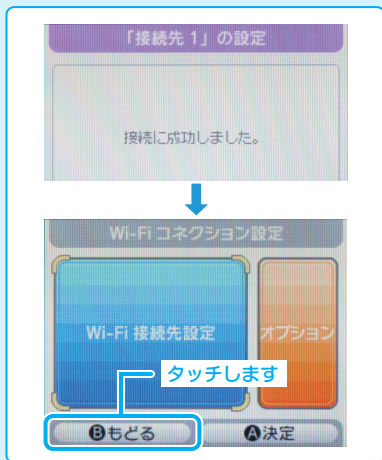 「接続先 1」の設定
接続に成功しました。
Wi-Fi コネクション設定
Wi-Fi 接続先設定
オプション
タッチします
Ⓑもどる
Ⓐ決定